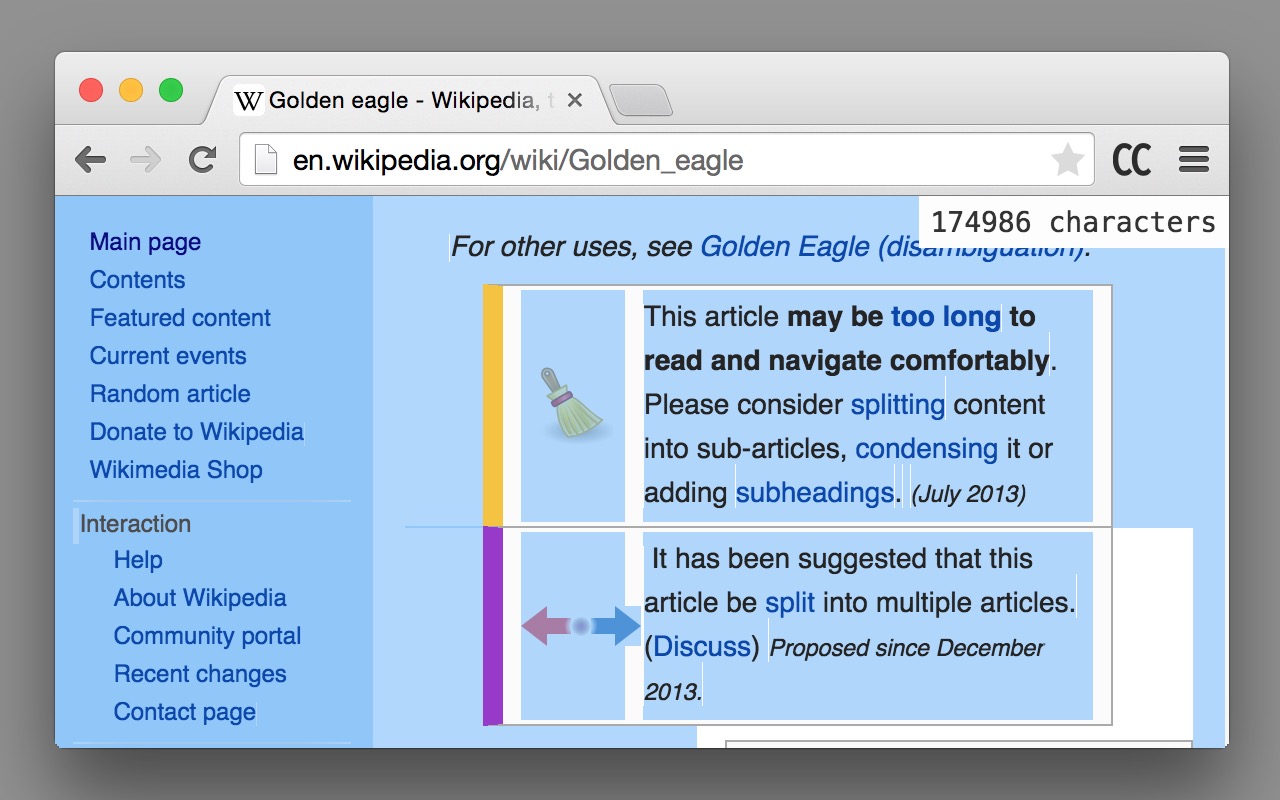 W Golden eagle - Wikipedia, t
en.wikipedia.org/wiki/Golden_eagle
CC
174986 characters
Main page
Contents
Featured content
Current events
Random article
Donate to Wikipedia
Wikimedia Shop
Interaction
Help
About Wikipedia
Community portal
Recent changes
Contact page
For other uses, see Golden Eagle (disambiguation).
This article may be too long to
read and navigate comfortably.
Please consider splitting content
into sub-articles, condensing it or
adding subheadings. (July 2013)
It has been suggested that this
article be split into multiple articles.
(Discuss) Proposed since December
2013.